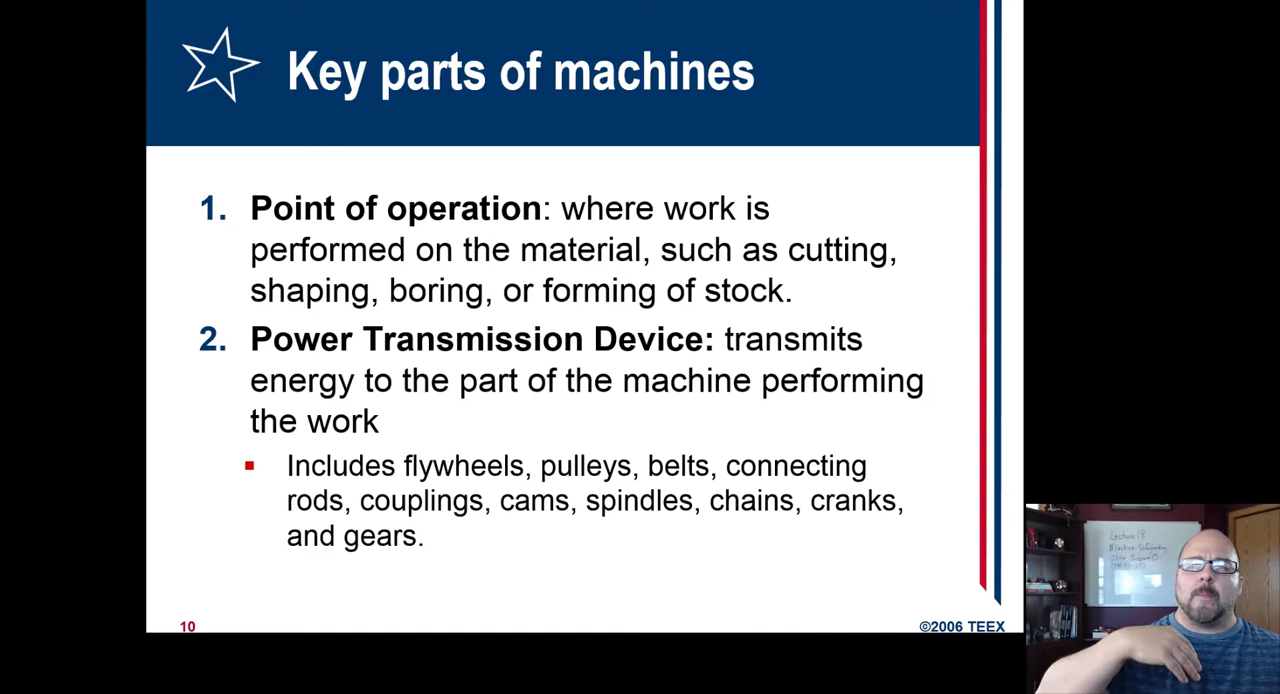 Key parts of machines
1. Point of operation: where work is
performed on the material, such as cutting,
shaping, boring, or forming of stock.
2. Power Transmission Device: transmits
energy to the part of the machine performing
the work
▪ Includes flywheels, pulleys, belts, connecting
rods, couplings, cams, spindles, chains, cranks,
and gears.
10
©2006 TEEX
Lecture 18